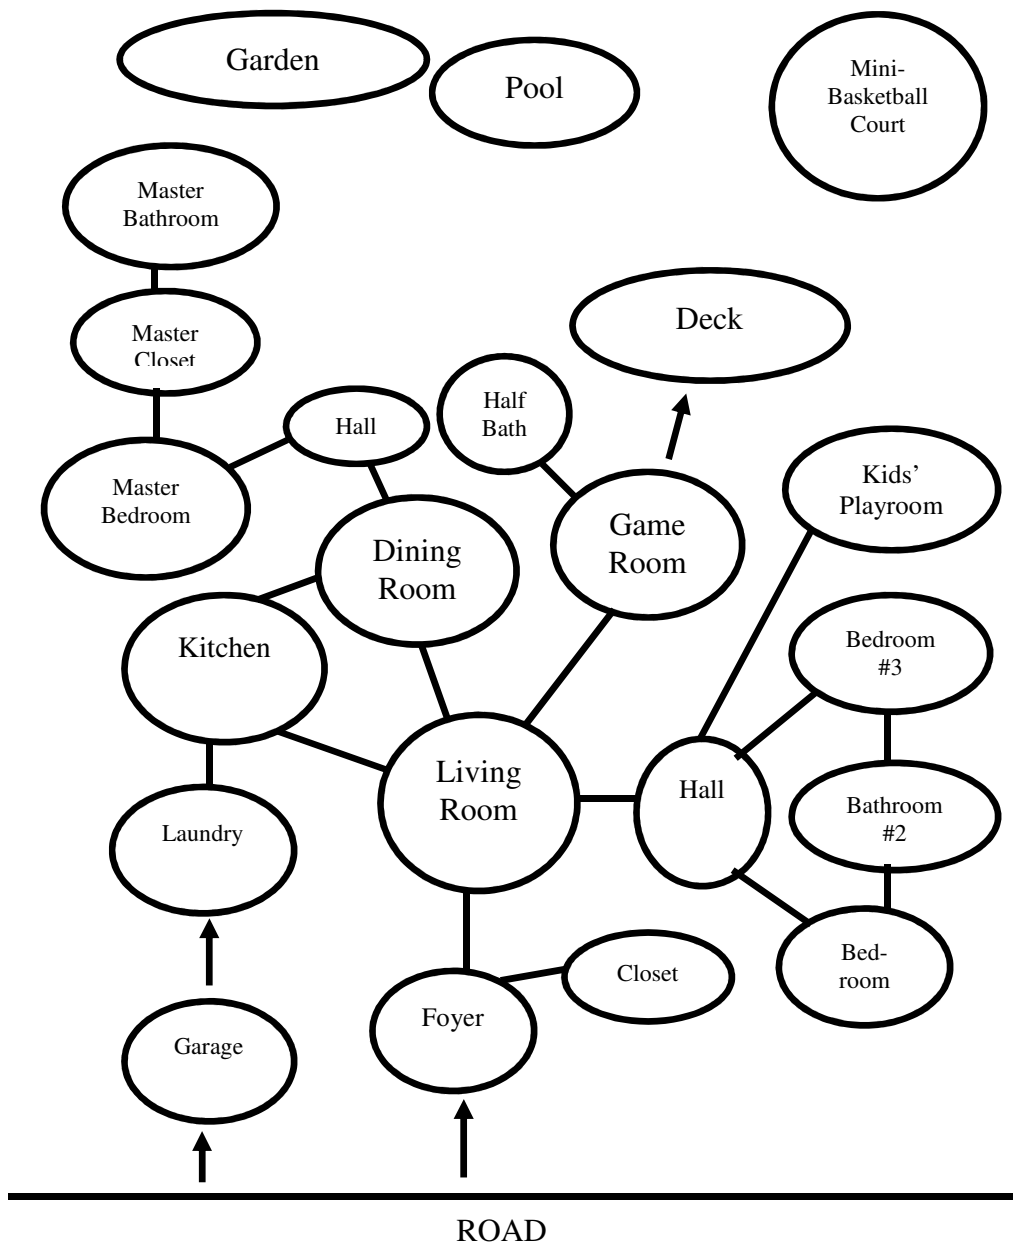 Garden
Pool
Mini-
Basketball
Court
Master
Bathroom
Master
Closet
Deck
Half
Bath
Hall
Kids’
Playroom
Master
Bedroom
Game
Room
Dining
Room
Kitchen
Bedroom
#3
Living
Room
Hall
Bathroom
#2
Laundry
Bed-
room
Closet
Foyer
Garage
ROAD